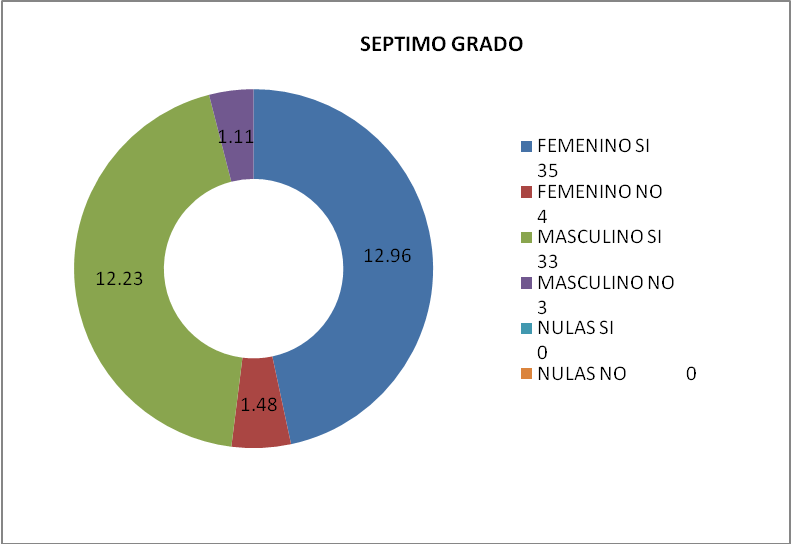 SEPTIMO GRADO
1.11
12.96
12.23
1.48
FEMENINO SI
35
FEMENINO NO
4
MASCULINO SI
33
MASCULINO NO
3
NULAS SI
0
NULAS NO 0